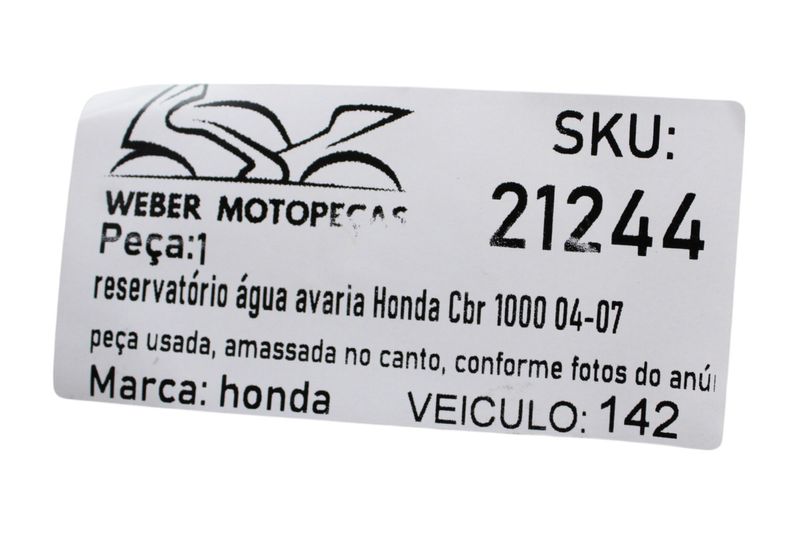 WEBER MOTOPEÇAS
SKU:
21244
Peça:1
reservatório água avaria Honda Cbr 1000 04-07
peça usada, amassada no canto, conforme fotos do anú
Marca: honda
VEICULO: 142